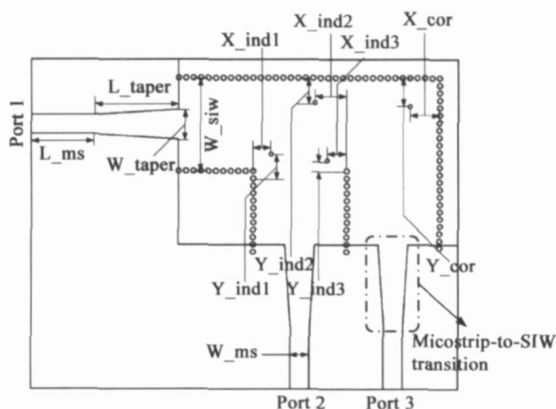 X_ind2
X_ind1
X_ind3
X_cor
L_taper
Port 1
W_siw
L_ms
W_taper
Y_ind1
Y_ind2
Y_ind3
Y_cor
W_ms
Micostrip-to-SIW
transition
Port 2
Port 3